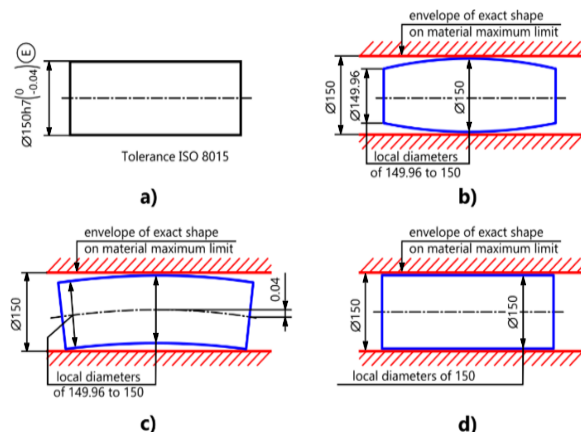 Ø150h7(0/-0.04) Ⓔ
Tolerance ISO 8015
a)
envelope of exact shape
on material maximum limit
Ø150
Ø149.96
Ø150
local diameters
of 149.96 to 150
b)
envelope of exact shape
on material maximum limit
Ø150
0.04
local diameters
of 149.96 to 150
c)
envelope of exact shape
on material maximum limit
Ø150
Ø150
local diameters of 150
d)